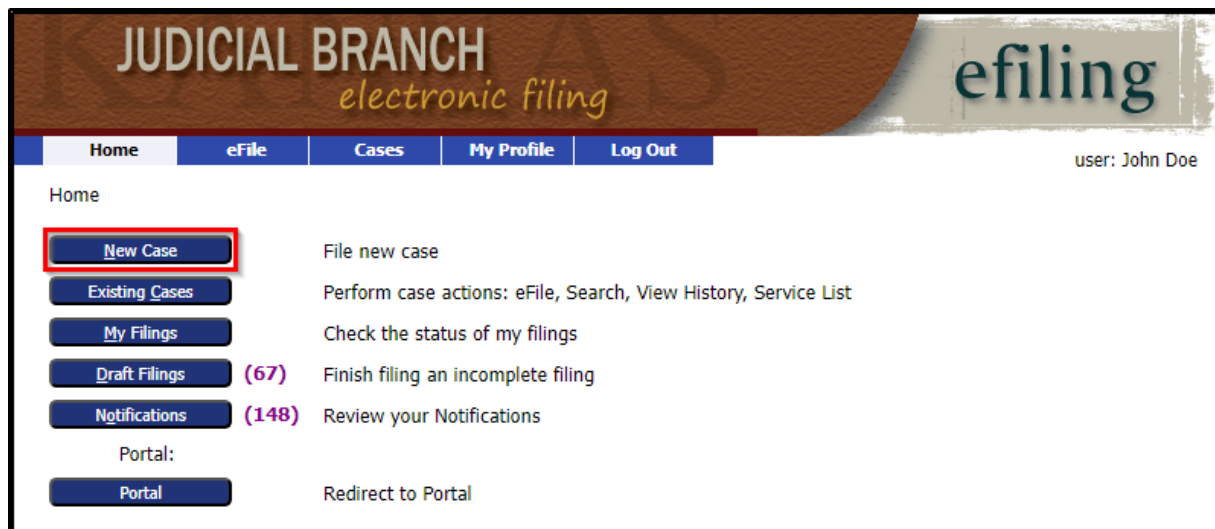 KANSAS
JUDICIAL BRANCH
electronic filing
efiling
Home eFile Cases My Profile Log Out
user: John Doe
Home
New Case File new case
Existing Cases Perform case actions: eFile, Search, View History, Service List
My Filings Check the status of my filings
Draft Filings (67) Finish filing an incomplete filing
Notifications (148) Review your Notifications
Portal:
Portal Redirect to Portal